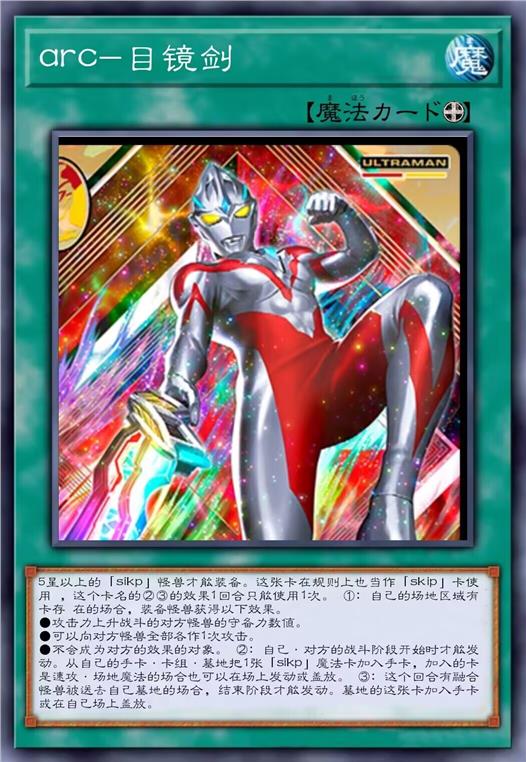 arc-目镜剑
魔
ま ほう
【魔法カード】
ULTRAMAN
5星以上的「sikp」怪兽才能装备。这张卡在规则上也当作「skip」卡使
用 ，这个卡名的②③的效果1回合只能使用1次。 ①: 自己的场地区域有
卡存 在的场合，装备怪兽获得以下效果。
●攻击力上升战斗的对方怪兽的守备力数值。
●可以向对方怪兽全部各作1次攻击。
●不会成为对方的效果的对象。 ②: 自己·对方的战斗阶段开始时才能发
动。从自己的手卡·卡组·墓地把1张「sikp」魔法卡加入手卡，加入的卡
是速攻·场地魔法的场合也可以在场上发动或盖放。 ③: 这个回合有融合
怪兽被送去自己墓地的场合，结束阶段才能发动。墓地的这张卡加入手卡
或在自己场上盖放。